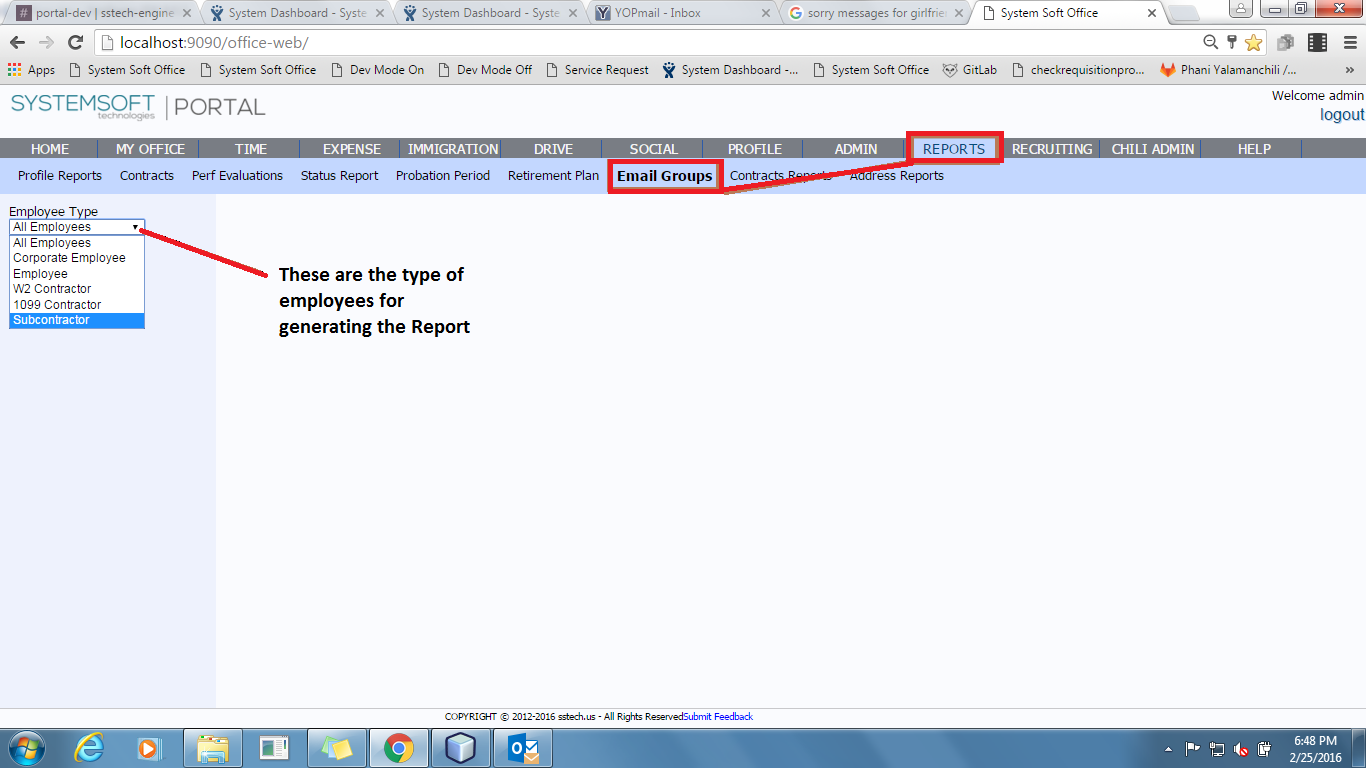 portal-dev | sstech-engine
System Dashboard - Syste
System Dashboard - Syste
YOPmail - Inbox
sorry messages for girlfrie
System Soft Office
localhost:9090/office-web/
Apps System Soft Office System Soft Office Dev Mode On Dev Mode Off Service Request System Dashboard -... System Soft Office GitLab checkrequisitionpro... Phani Yalamanchili /... »
SYSTEMSOFT technologies | PORTAL
Welcome admin
logout
HOME MY OFFICE TIME EXPENSE IMMIGRATION DRIVE SOCIAL PROFILE ADMIN REPORTS RECRUITING CHILI ADMIN HELP
Profile Reports Contracts Perf Evaluations Status Report Probation Period Retirement Plan Email Groups Contracts Reports Address Reports
Employee Type
All Employees
All Employees
Corporate Employee
Employee
W2 Contractor
1099 Contractor
Subcontractor
These are the type of
employees for
generating the Report
COPYRIGHT © 2012-2016 sstech.us - All Rights ReservedSubmit Feedback
6:48 PM
2/25/2016